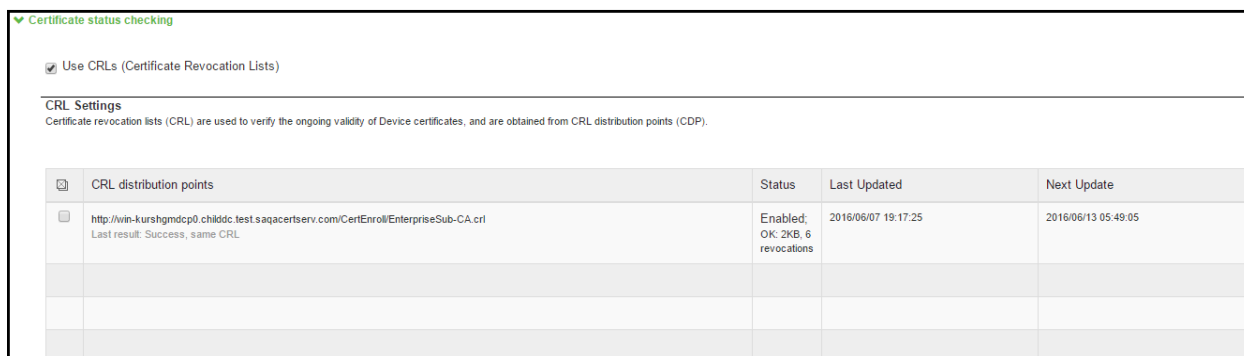 Certificate status checking
Use CRLs (Certificate Revocation Lists)
CRL Settings
Certificate revocation lists (CRL) are used to verify the ongoing validity of Device certificates, and are obtained from CRL distribution points (CDP).
CRL distribution points Status Last Updated Next Update
http://win-kurshgmdcp0.childdc.test.saqacertserv.com/CertEnroll/EnterpriseSub-CA.crl Enabled; 2016/06/07 19:17:25 2016/06/13 05:49:05
Last result: Success, same CRL OK: 2KB, 6
revocations